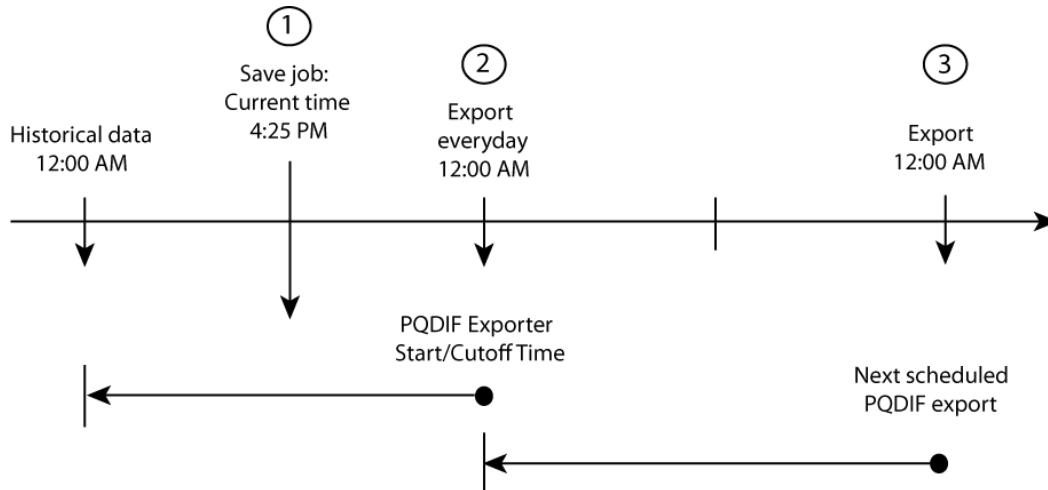 1
Save job:
Current time
4:25 PM
2
Export
everyday
12:00 AM
3
Export
12:00 AM
Historical data
12:00 AM
PQDIF Exporter
Start/Cutoff Time
Next scheduled
PQDIF export